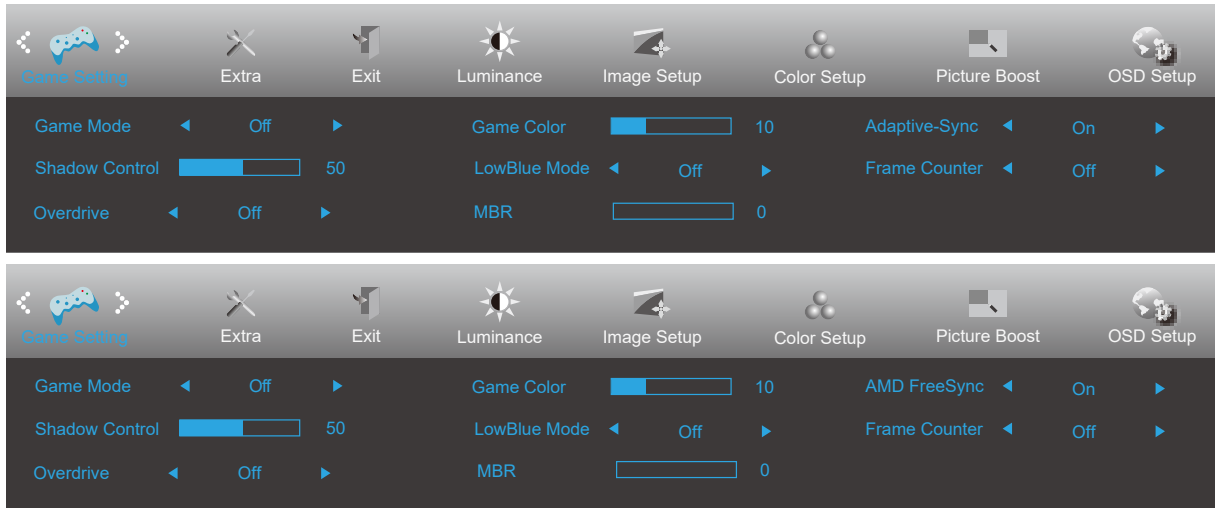 Game Setting Extra Exit Luminance Image Setup Color Setup Picture Boost OSD Setup
Game Mode Off Game Color 10 Adaptive-Sync On
Shadow Control 50 LowBlue Mode Off Frame Counter Off
Overdrive Off MBR 0
Game Setting Extra Exit Luminance Image Setup Color Setup Picture Boost OSD Setup
Game Mode Off Game Color 10 AMD FreeSync On
Shadow Control 50 LowBlue Mode Off Frame Counter Off
Overdrive Off MBR 0